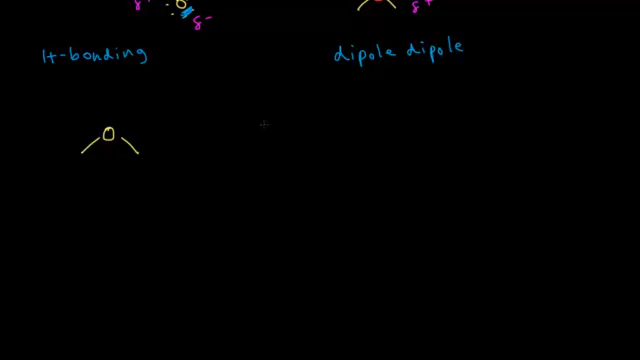 δ- O δ+
δ-
H-bonding dipole dipole
O